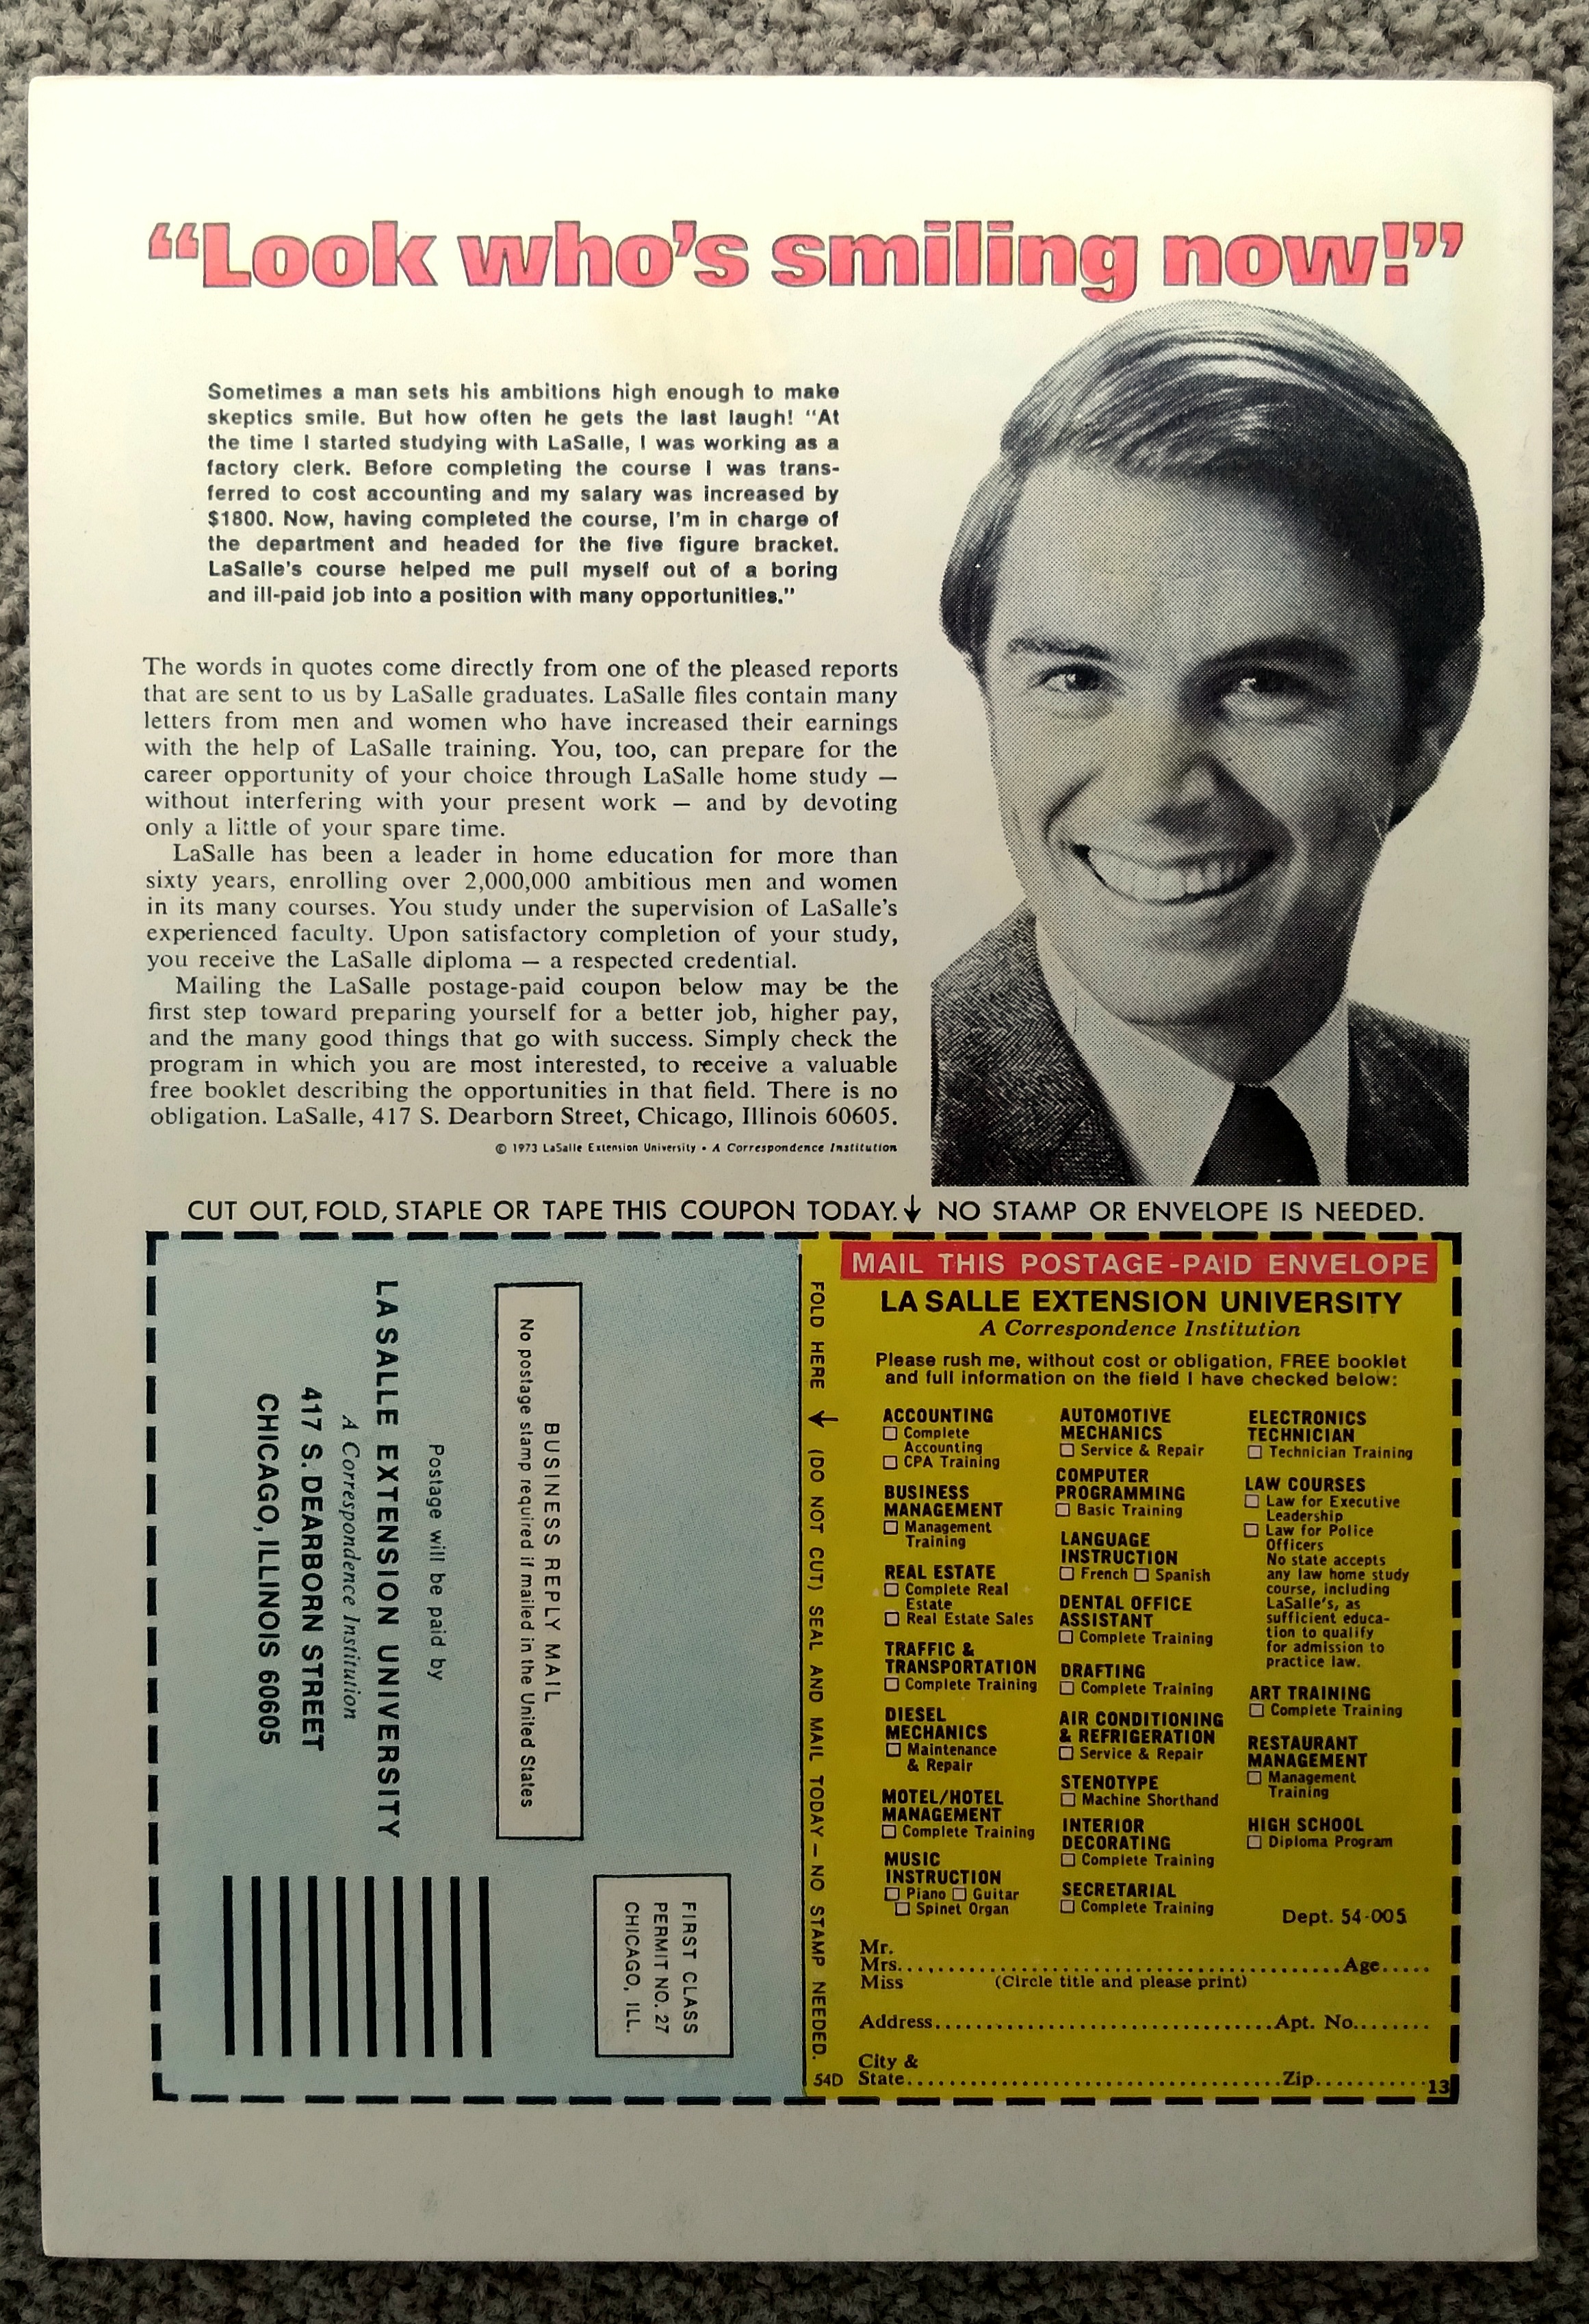 “Look who’s smiling now!”
Sometimes a man sets his ambitions high enough to make
skeptics smile. But how often he gets the last laugh! “At
the time I started studying with LaSalle, I was working as a
factory clerk. Before completing the course I was trans-
ferred to cost accounting and my salary was increased by
$1800. Now, having completed the course, I’m in charge of
the department and headed for the five figure bracket.
LaSalle’s course helped me pull myself out of a boring
and ill-paid job into a position with many opportunities.”
The words in quotes come directly from one of the pleased reports
that are sent to us by LaSalle graduates. LaSalle files contain many
letters from men and women who have increased their earnings
with the help of LaSalle training. You, too, can prepare for the
career opportunity of your choice through LaSalle home study —
without interfering with your present work — and by devoting
only a little of your spare time.
LaSalle has been a leader in home education for more than
sixty years, enrolling over 2,000,000 ambitious men and women
in its many courses. You study under the supervision of LaSalle’s
experienced faculty. Upon satisfactory completion of your study,
you receive the LaSalle diploma — a respected credential.
Mailing the LaSalle postage-paid coupon below may be the
first step toward preparing yourself for a better job, higher pay,
and the many good things that go with success. Simply check the
program in which you are most interested, to receive a valuable
free booklet describing the opportunities in that field. There is no
obligation. LaSalle, 417 S. Dearborn Street, Chicago, Illinois 60605.
© 1973 LaSalle Extension University • A Correspondence Institution
CUT OUT, FOLD, STAPLE OR TAPE THIS COUPON TODAY.↓ NO STAMP OR ENVELOPE IS NEEDED.
FIRST CLASS
PERMIT NO. 27
CHICAGO, ILL.
BUSINESS REPLY MAIL
No postage stamp required if mailed in the United States
Postage will be paid by
LA SALLE EXTENSION UNIVERSITY
A Correspondence Institution
417 S. DEARBORN STREET
CHICAGO, ILLINOIS 60605
FOLD HERE ↓ (DO NOT CUT) SEAL AND MAIL TODAY — NO STAMP NEEDED.
54D
MAIL THIS POSTAGE-PAID ENVELOPE
LA SALLE EXTENSION UNIVERSITY
A Correspondence Institution
Please rush me, without cost or obligation, FREE booklet
and full information on the field I have checked below:
ACCOUNTING
☐ Complete
Accounting
☐ CPA Training
BUSINESS
MANAGEMENT
☐ Management
Training
REAL ESTATE
☐ Complete Real
Estate
☐ Real Estate Sales
TRAFFIC &
TRANSPORTATION
☐ Complete Training
DIESEL
MECHANICS
☐ Maintenance
& Repair
MOTEL/HOTEL
MANAGEMENT
☐ Complete Training
MUSIC
INSTRUCTION
☐ Piano ☐ Guitar
☐ Spinet Organ
AUTOMOTIVE
MECHANICS
☐ Service & Repair
COMPUTER
PROGRAMMING
☐ Basic Training
LANGUAGE
INSTRUCTION
☐ French ☐ Spanish
DENTAL OFFICE
ASSISTANT
☐ Complete Training
DRAFTING
☐ Complete Training
AIR CONDITIONING
& REFRIGERATION
☐ Service & Repair
STENOTYPE
☐ Machine Shorthand
INTERIOR
DECORATING
☐ Complete Training
SECRETARIAL
☐ Complete Training
ELECTRONICS
TECHNICIAN
☐ Technician Training
LAW COURSES
☐ Law for Executive
Leadership
☐ Law for Police
Officers
No state accepts
any law home study
course, including
LaSalle’s, as
sufficient educa-
tion to qualify
for admission to
practice law.
ART TRAINING
☐ Complete Training
RESTAURANT
MANAGEMENT
☐ Management
Training
HIGH SCHOOL
☐ Diploma Program
Dept. 54-005
Mr.
Mrs. Age
Miss (Circle title and please print)
Address Apt. No.
City &
State Zip
13